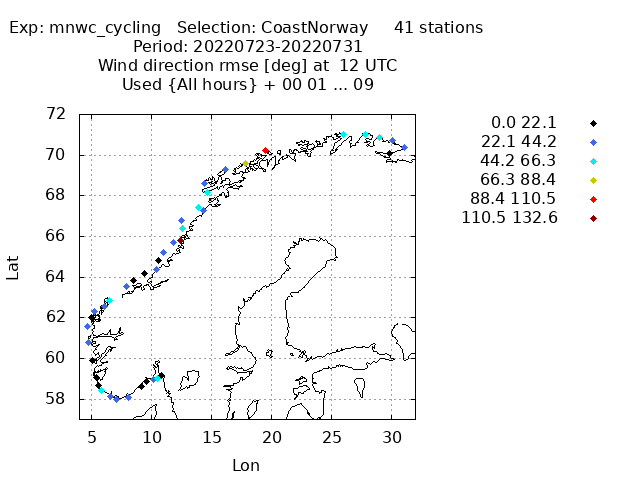 Exp: mnwc_cycling Selection: CoastNorway 41 stations
Period: 20220723-20220731
Wind direction rmse [deg] at 12 UTC
Used {All hours} + 00 01 ... 09
72
70
68
66
64
62
60
58
Lat
5 10 15 20 25 30
Lon
0.0 22.1
22.1 44.2
44.2 66.3
66.3 88.4
88.4 110.5
110.5 132.6